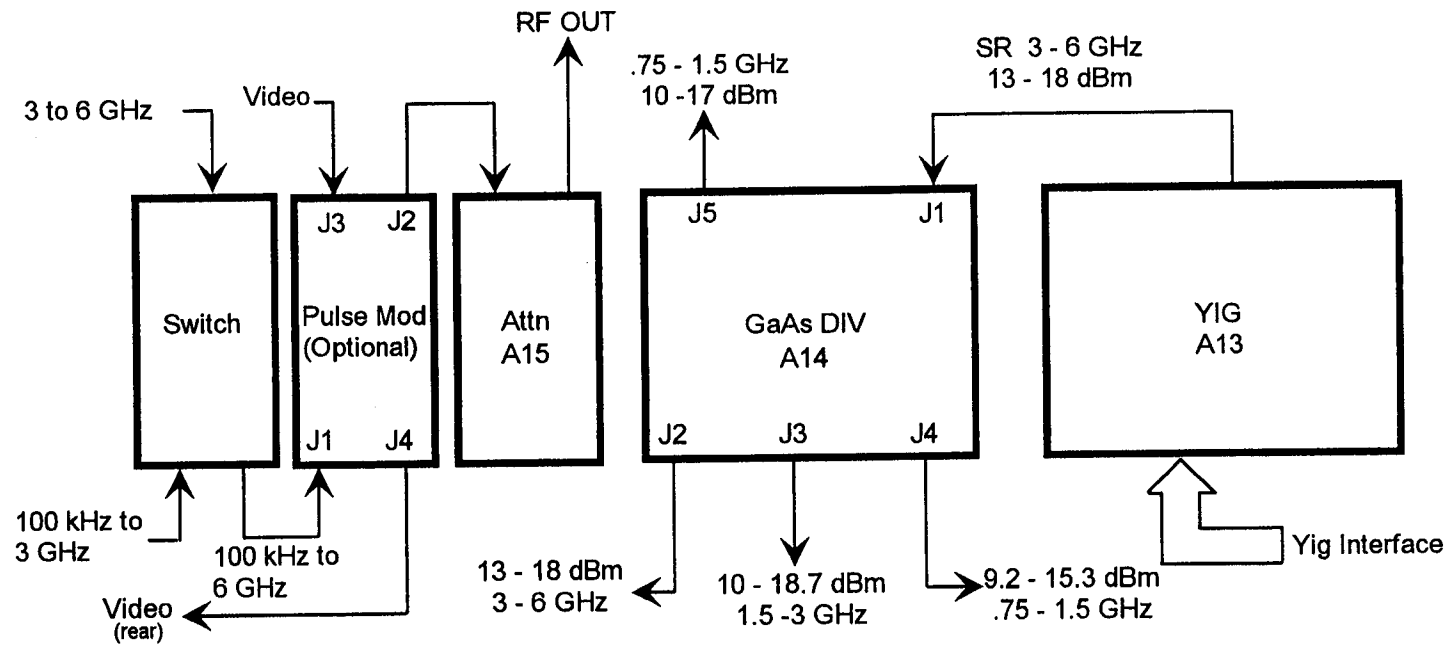 RF OUT
SR 3 - 6 GHz
13 - 18 dBm
.75 - 1.5 GHz
10 -17 dBm
3 to 6 GHz
Video
J3 J2
J5
J1
Switch
Pulse Mod
(Optional)
Attn
A15
GaAs DIV
A14
YIG
A13
J1 J4
J2
J3
J4
100 kHz to
3 GHz
100 kHz to
6 GHz
13 - 18 dBm
3 - 6 GHz
10 - 18.7 dBm
1.5 -3 GHz
9.2 - 15.3 dBm
.75 - 1.5 GHz
Yig Interface
Video
(rear)